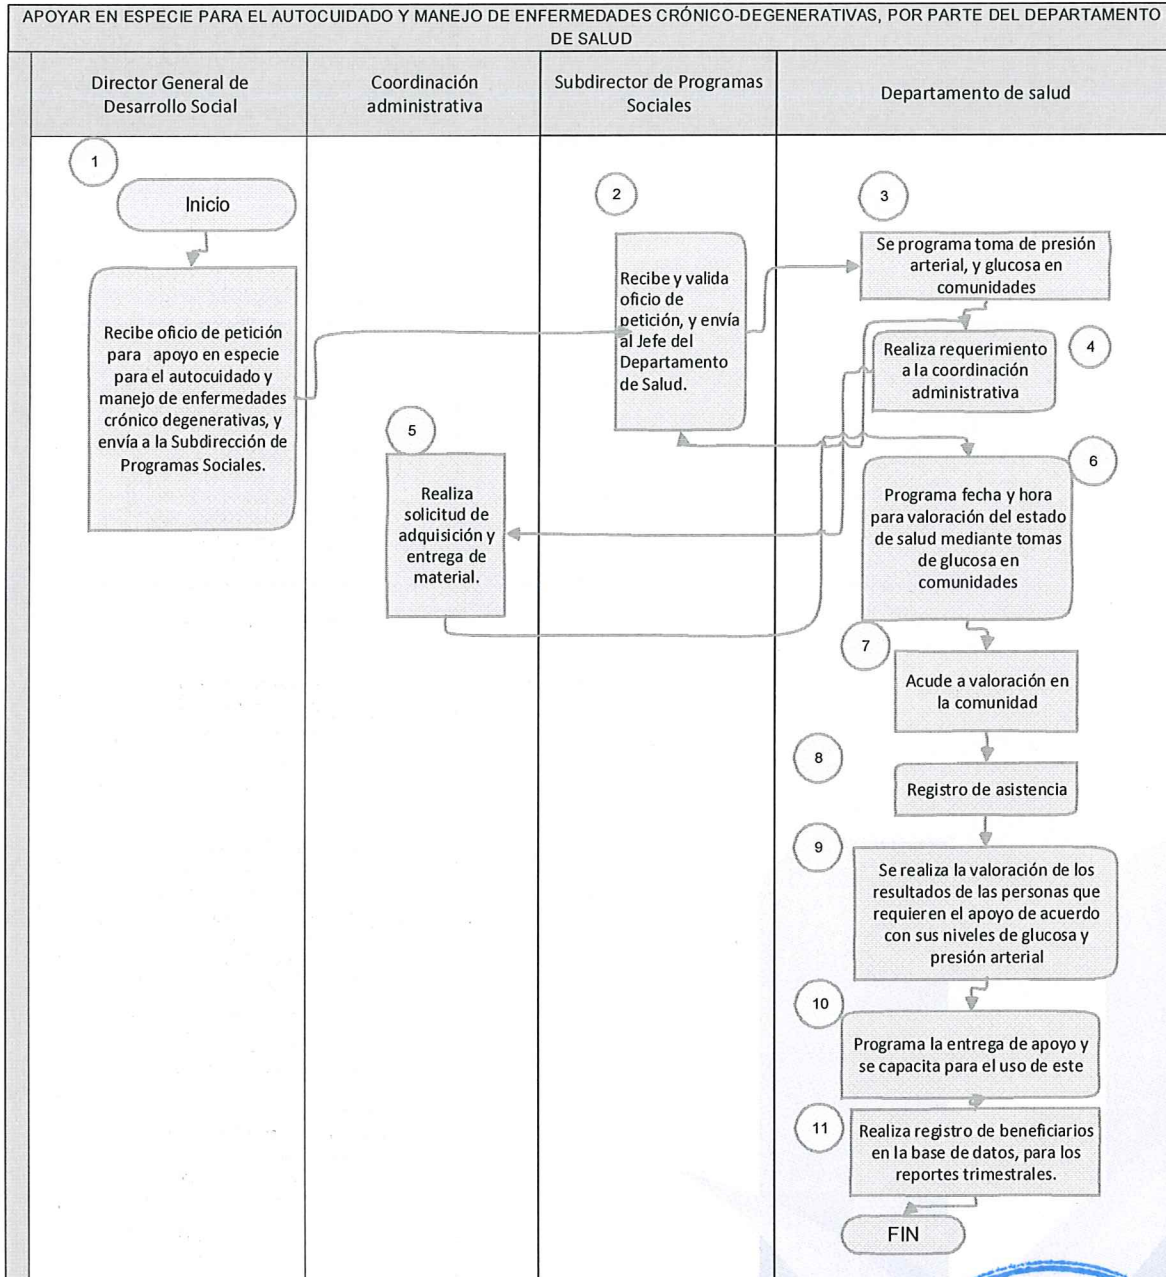 APOYAR EN ESPECIE PARA EL AUTOCUIDADO Y MANEJO DE ENFERMEDADES CRÓNICO-DEGENERATIVAS, POR PARTE DEL DEPARTAMENTO
DE SALUD
Director General de
Desarrollo Social
Coordinación
administrativa
Subdirector de Programas
Sociales
Departamento de salud
1
Inicio
Recibe oficio de petición
para apoyo en especie
para el autocuidado y
manejo de enfermedades
crónico degenerativas, y
envía a la Subdirección de
Programas Sociales.
2
Recibe y valida
oficio de
petición, y envía
al Jefe del
Departamento
de Salud.
3
Se programa toma de presión
arterial, y glucosa en
comunidades
Realiza requerimiento
a la coordinación
administrativa
4
5
Realiza
solicitud de
adquisición y
entrega de
material.
6
Programa fecha y hora
para valoración del estado
de salud mediante tomas
de glucosa en
comunidades
7
Acude a valoración en
la comunidad
8
Registro de asistencia
9
Se realiza la valoración de los
resultados de las personas que
requieren el apoyo de acuerdo
con sus niveles de glucosa y
presión arterial
10
Programa la entrega de apoyo y
se capacita para el uso de este
11
Realiza registro de beneficiarios
en la base de datos, para los
reportes trimestrales.
FIN